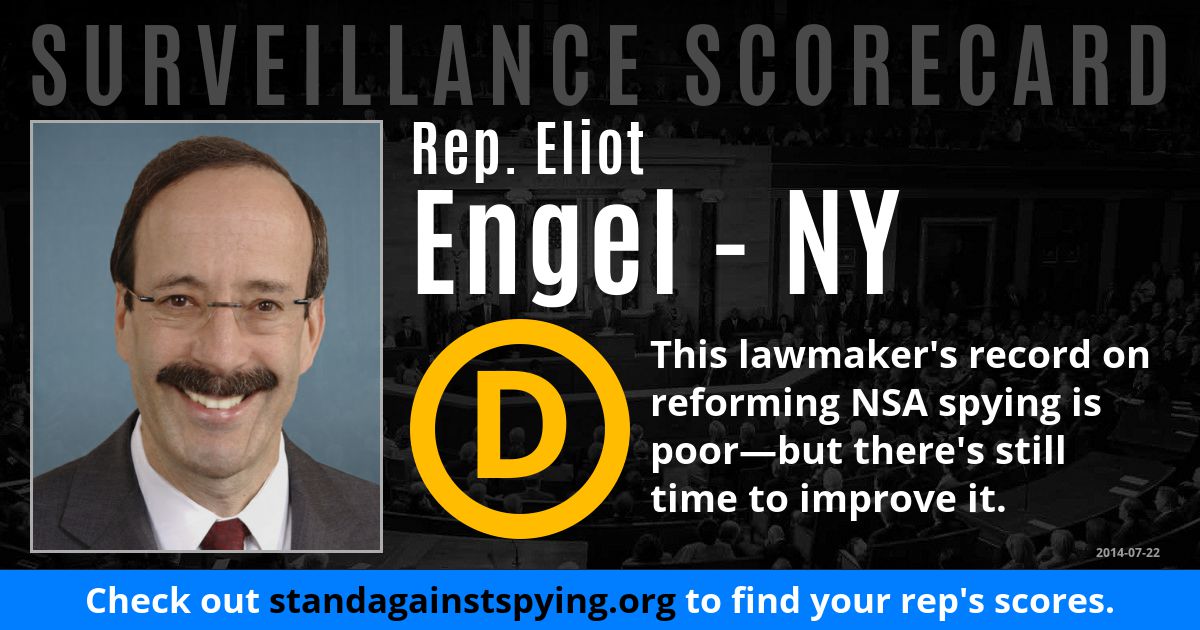 SURVEILLANCE SCORECARD
Rep. Eliot
Engel - NY
D
This lawmaker's record on
reforming NSA spying is
poor—but there's still
time to improve it.
2014-07-22
Check out standagainstspying.org to find your rep's scores.